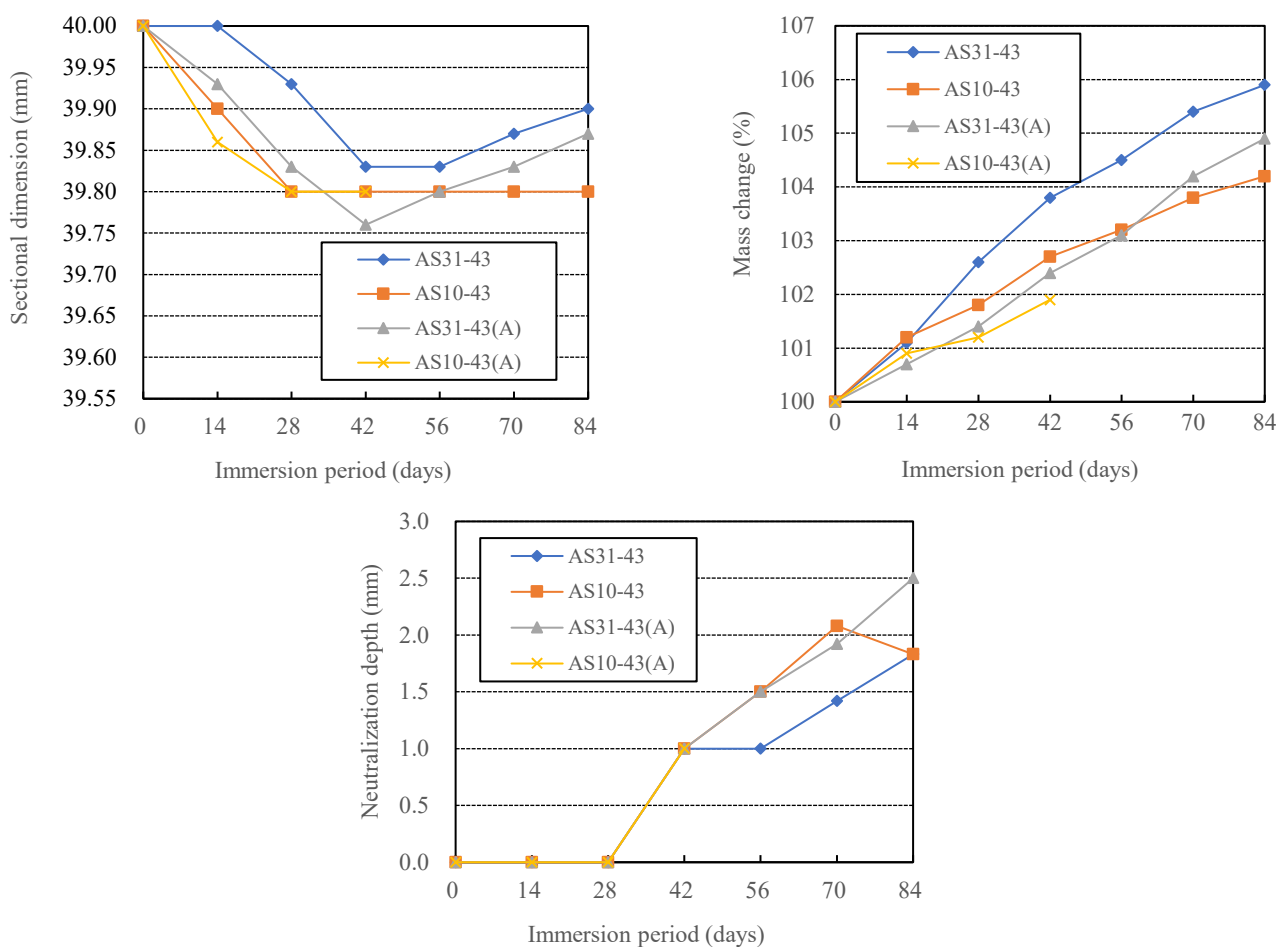 Sectional dimension (mm)
40.00
39.95
39.90
39.85
39.80
39.75
39.70
39.65
39.60
39.55
AS31-43
AS10-43
AS31-43(A)
AS10-43(A)
0 14 28 42 56 70 84
Immersion period (days)
Mass change (%)
107
106
105
104
103
102
101
100
AS31-43
AS10-43
AS31-43(A)
AS10-43(A)
0 14 28 42 56 70 84
Immersion period (days)
Neutralization depth (mm)
3.0
2.5
2.0
1.5
1.0
0.5
0.0
AS31-43
AS10-43
AS31-43(A)
AS10-43(A)
0 14 28 42 56 70 84
Immersion period (days)